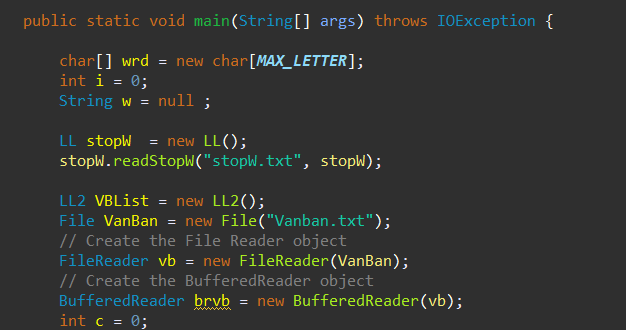 public static void main(String[] args) throws IOException {
char[] wrd = new char[MAX_LETTER];
int i = 0;
String w = null ;
LL stopW  = new LL();
stopW.readStopW("stopW.txt", stopW);
LL2 VBList = new LL2();
File VanBan = new File("Vanban.txt");
// Create the File Reader object
FileReader vb = new FileReader(VanBan);
// Create the BufferedReader object
BufferedReader brvb = new BufferedReader(vb);
int c = 0;